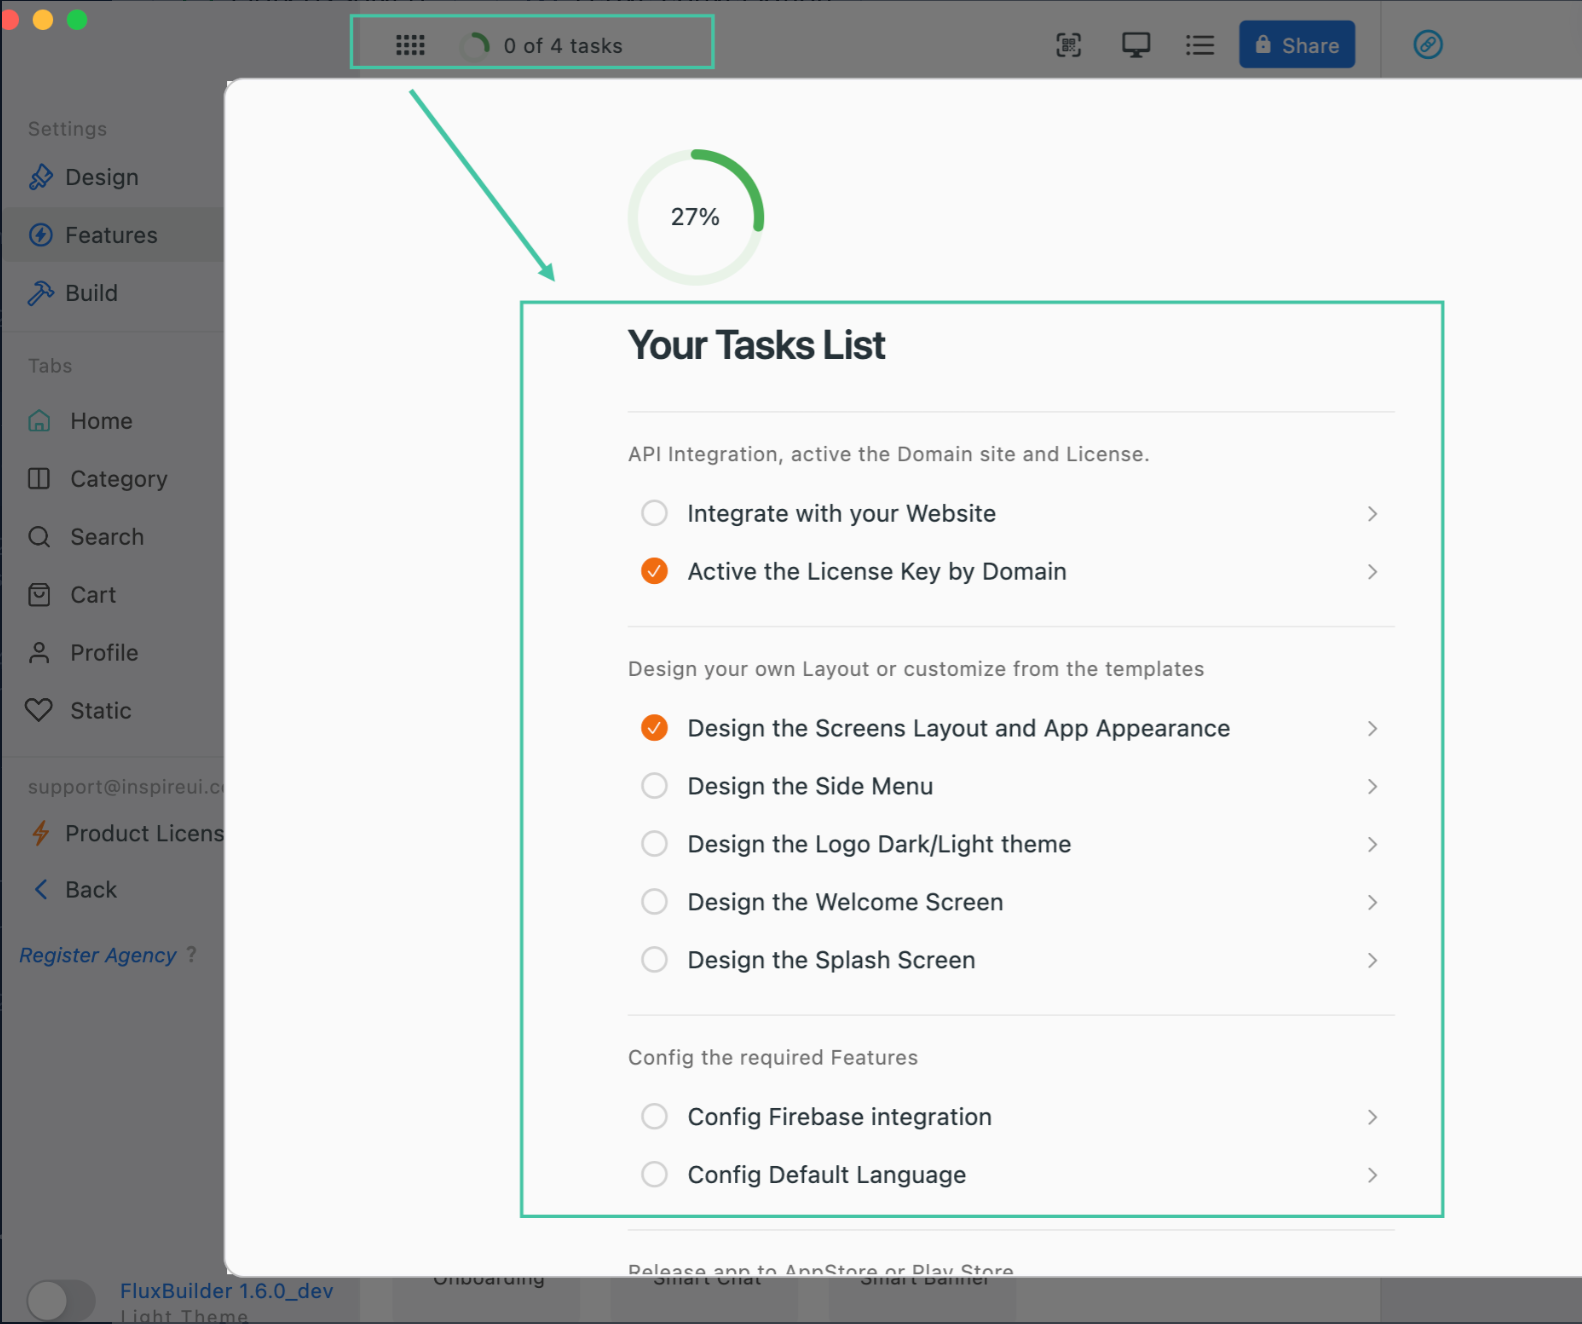 0 of 4 tasks
Share
Settings
Design
Features
Build
Tabs
Home
Category
Search
Cart
Profile
Static
support@inspireui.c
Product Licens
Back
Register Agency ?
FluxBuilder 1.6.0_dev
Light Theme
27%
Your Tasks List
API Integration, active the Domain site and License.
Integrate with your Website
Active the License Key by Domain
Design your own Layout or customize from the templates
Design the Screens Layout and App Appearance
Design the Side Menu
Design the Logo Dark/Light theme
Design the Welcome Screen
Design the Splash Screen
Config the required Features
Config Firebase integration
Config Default Language
Release app to AppStore or Play Store
Onboarding
Smart Chat
Smart Banner